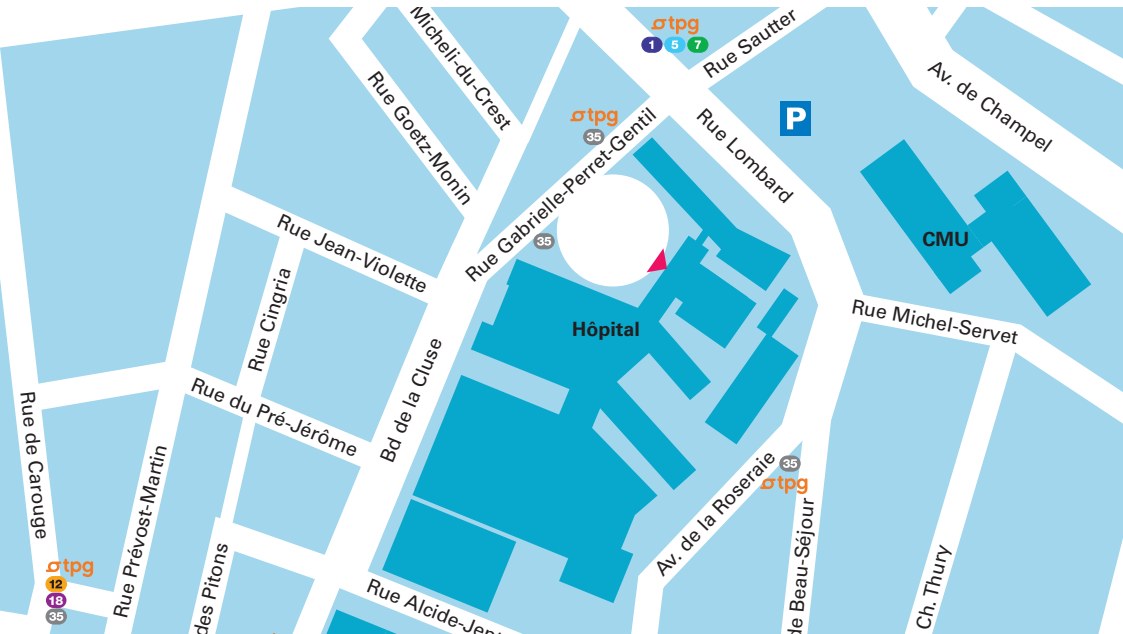 Micheli-du-Crest
tpg
1 5 7
Rue Sautter
Av. de Champel
Rue Goetz-Monin
tpg
35
P
Rue Lombard
Rue Gabrielle-Perret-Gentil
35
Rue Jean-Violette
CMU
Rue Cingria
Hôpital
Rue Michel-Servet
Bd de la Cluse
Rue du Pré-Jérôme
Rue de Carouge
Rue Prévost-Martin
35
tpg
Av. de la Roseraie
tpg
12
18
35
des Pitons
Rue Alcide-Jent
de Beau-Séjour
Ch. Thury